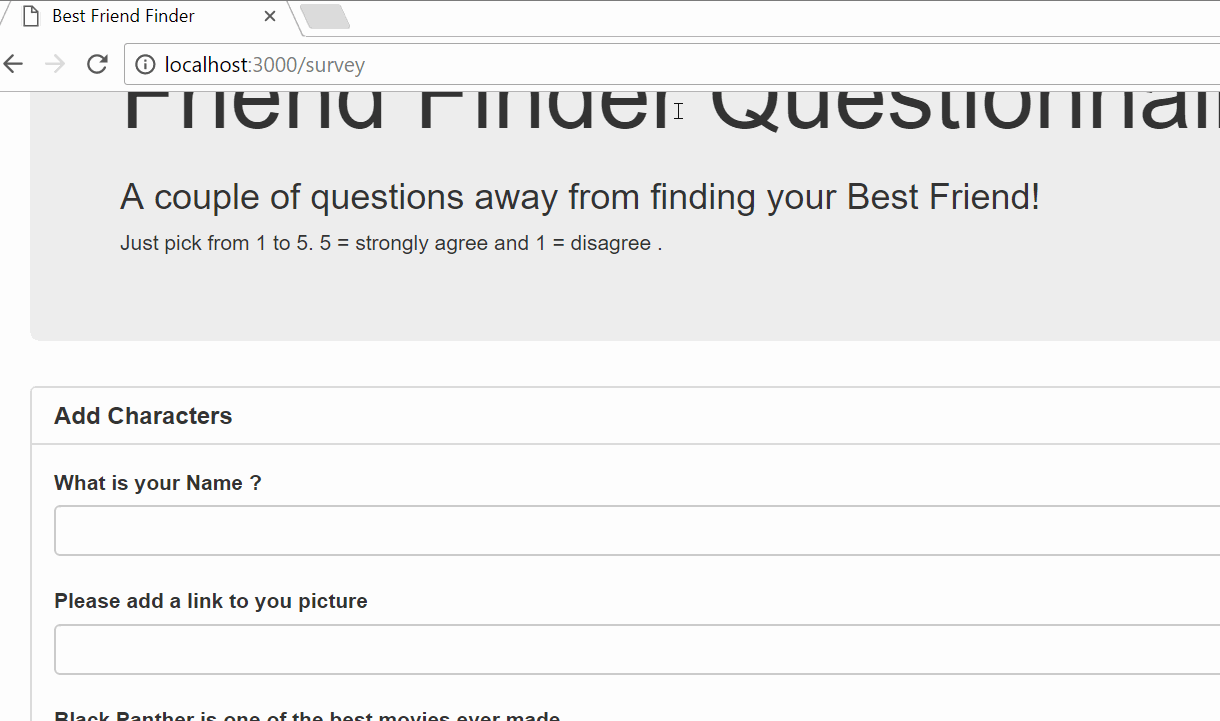 Best Friend Finder
localhost:3000/survey
Friend Finder Questionnai
A couple of questions away from finding your Best Friend!
Just pick from 1 to 5. 5 = strongly agree and 1 = disagree .
Add Characters
What is your Name ?
Please add a link to you picture
Black Panther is one of the best movies ever made